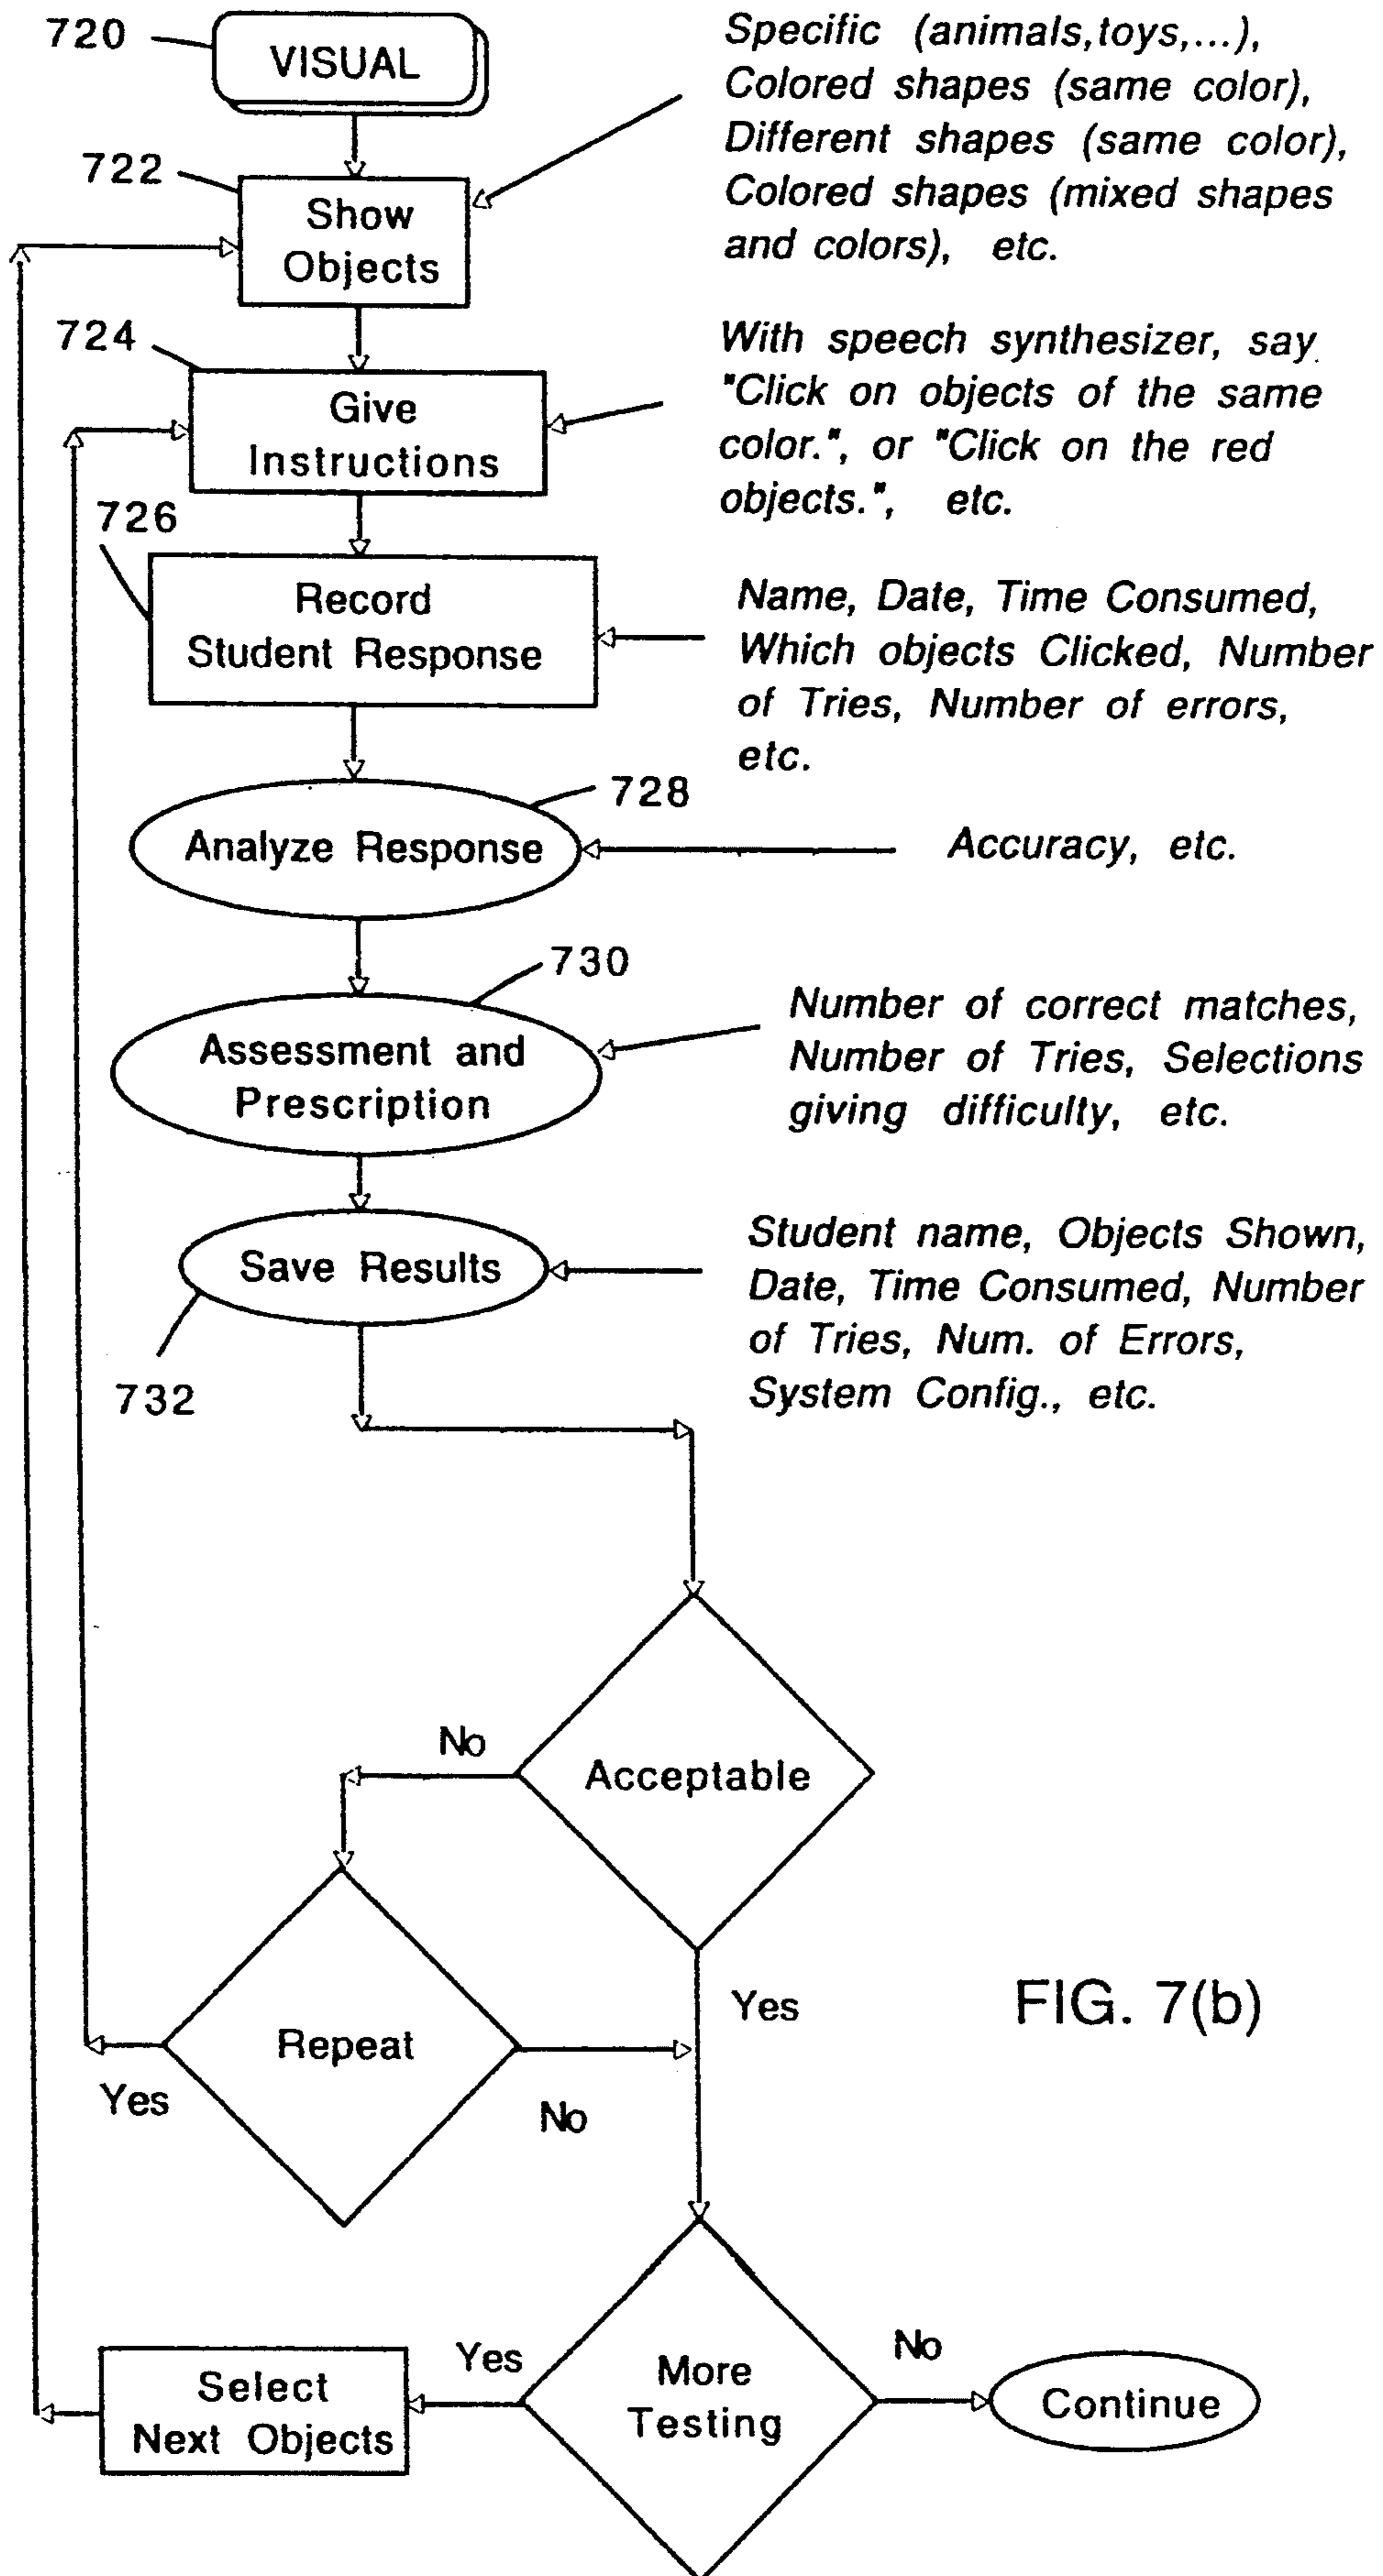 720
VISUAL
Specific (animals,toys,...),
Colored shapes (same color),
Different shapes (same color),
Colored shapes (mixed shapes
and colors), etc.
722
Show
Objects
724
Give
Instructions
With speech synthesizer, say
"Click on objects of the same
color.", or "Click on the red
objects.", etc.
726
Record
Student Response
Name, Date, Time Consumed,
Which objects Clicked, Number
of Tries, Number of errors,
etc.
728
Analyze Response
Accuracy, etc.
730
Assessment and
Prescription
Number of correct matches,
Number of Tries, Selections
giving difficulty, etc.
Save Results
732
Student name, Objects Shown,
Date, Time Consumed, Number
of Tries, Num. of Errors,
System Config., etc.
No
Acceptable
Yes
FIG. 7(b)
Repeat
Yes
No
Select
Next Objects
Yes
More
Testing
No
Continue